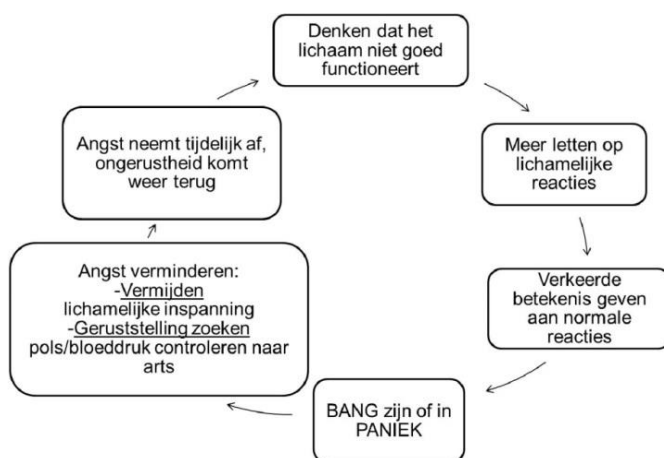 Denken dat het
lichaam niet goed
functioneert
Meer letten op
lichamelijke
reacties
Verkeerde
betekenis geven
aan normale
reacties
BANG zijn of in
PANIEK
Angst verminderen:
-Vermijden
lichamelijke inspanning
-Geruststelling zoeken
pols/bloeddruk controleren naar
arts
Angst neemt tijdelijk af,
ongerustheid komt
weer terug